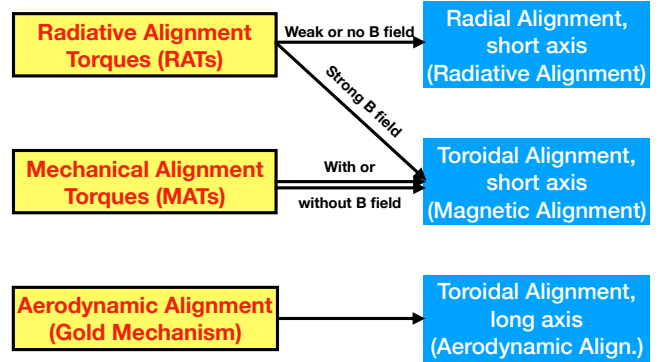 Radiative Alignment
Torques (RATs)
Weak or no B field
Radial Alignment,
short axis
(Radiative Alignment)
Strong B field
Mechanical Alignment
Torques (MATs)
With or
without B field
Toroidal Alignment,
short axis
(Magnetic Alignment)
Aerodynamic Alignment
(Gold Mechanism)
Toroidal Alignment,
long axis
(Aerodynamic Align.)